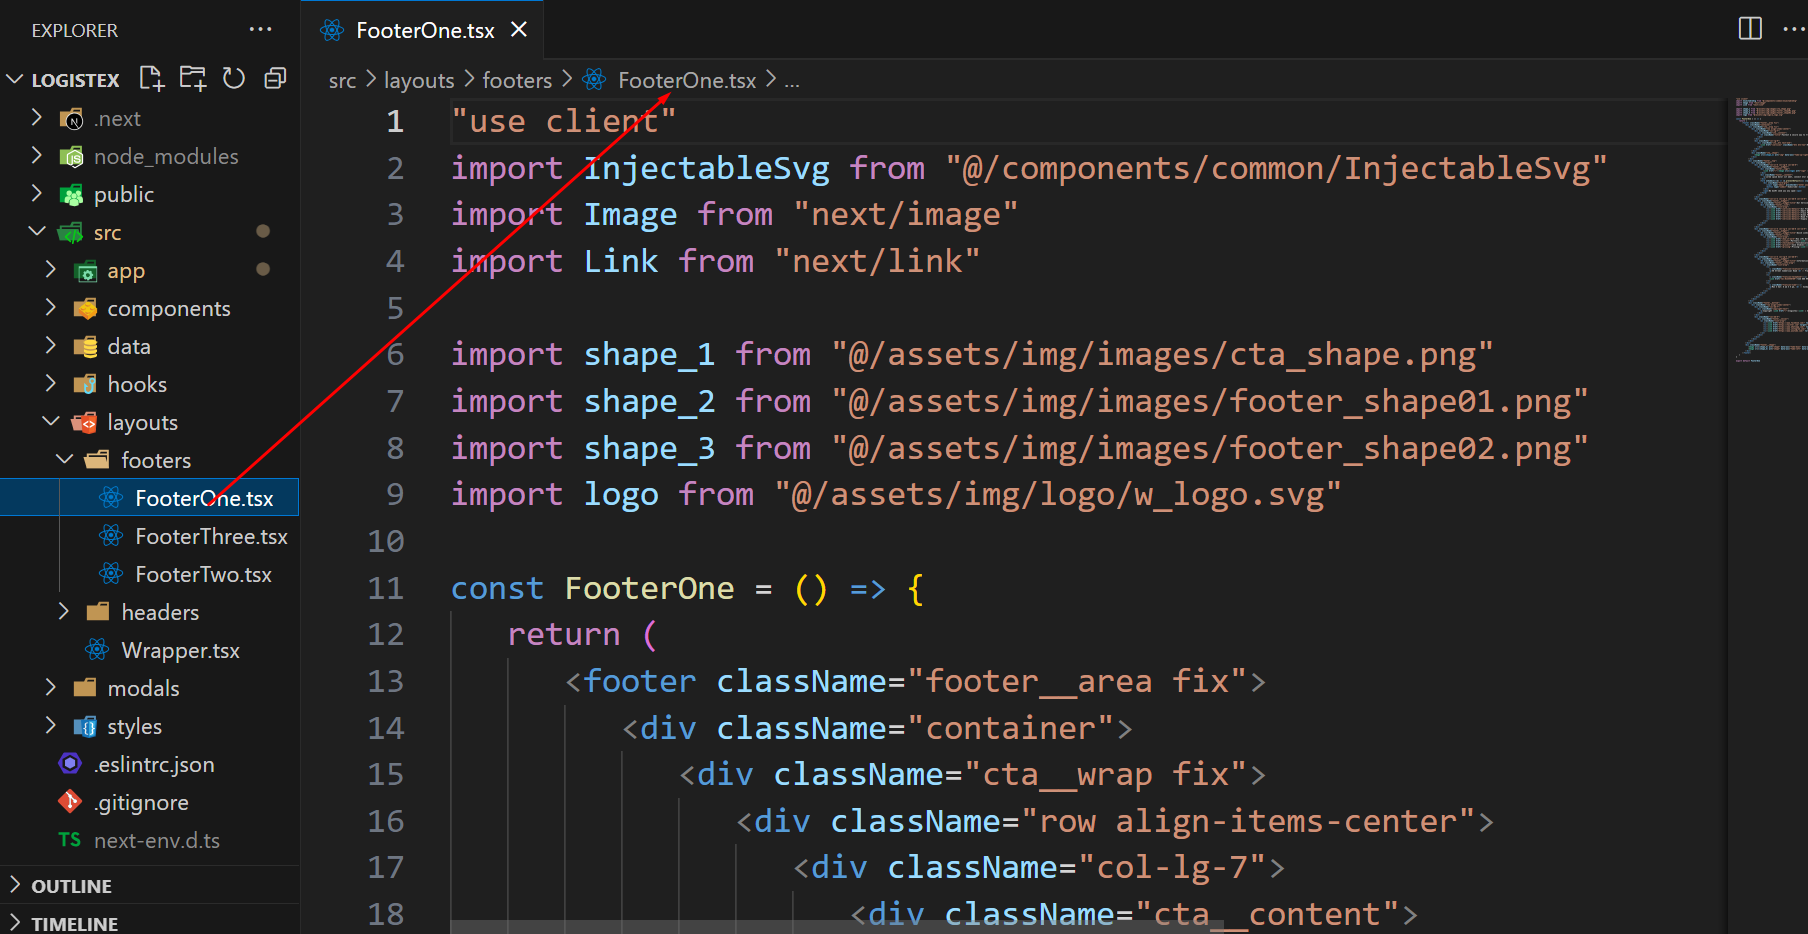 EXPLORER
LOGISTEX
.next
node_modules
public
src
app
components
data
hooks
layouts
footers
FooterOne.tsx
FooterThree.tsx
FooterTwo.tsx
headers
Wrapper.tsx
modals
styles
.eslintrc.json
.gitignore
TS next-env.d.ts
OUTLINE
TIMELINE
FooterOne.tsx
src > layouts > footers > FooterOne.tsx > ...
1 "use client"
2 import InjectableSvg from "@/components/common/InjectableSvg"
3 import Image from "next/image"
4 import Link from "next/link"
5
6 import shape_1 from "@/assets/img/images/cta_shape.png"
7 import shape_2 from "@/assets/img/images/footer_shape01.png"
8 import shape_3 from "@/assets/img/images/footer_shape02.png"
9 import logo from "@/assets/img/logo/w_logo.svg"
10
11 const FooterOne = () => {
12 return (
13 <footer className="footer__area fix">
14 <div className="container">
15 <div className="cta__wrap fix">
16 <div className="row align-items-center">
17 <div className="col-lg-7">
18 <div className="cta__content">